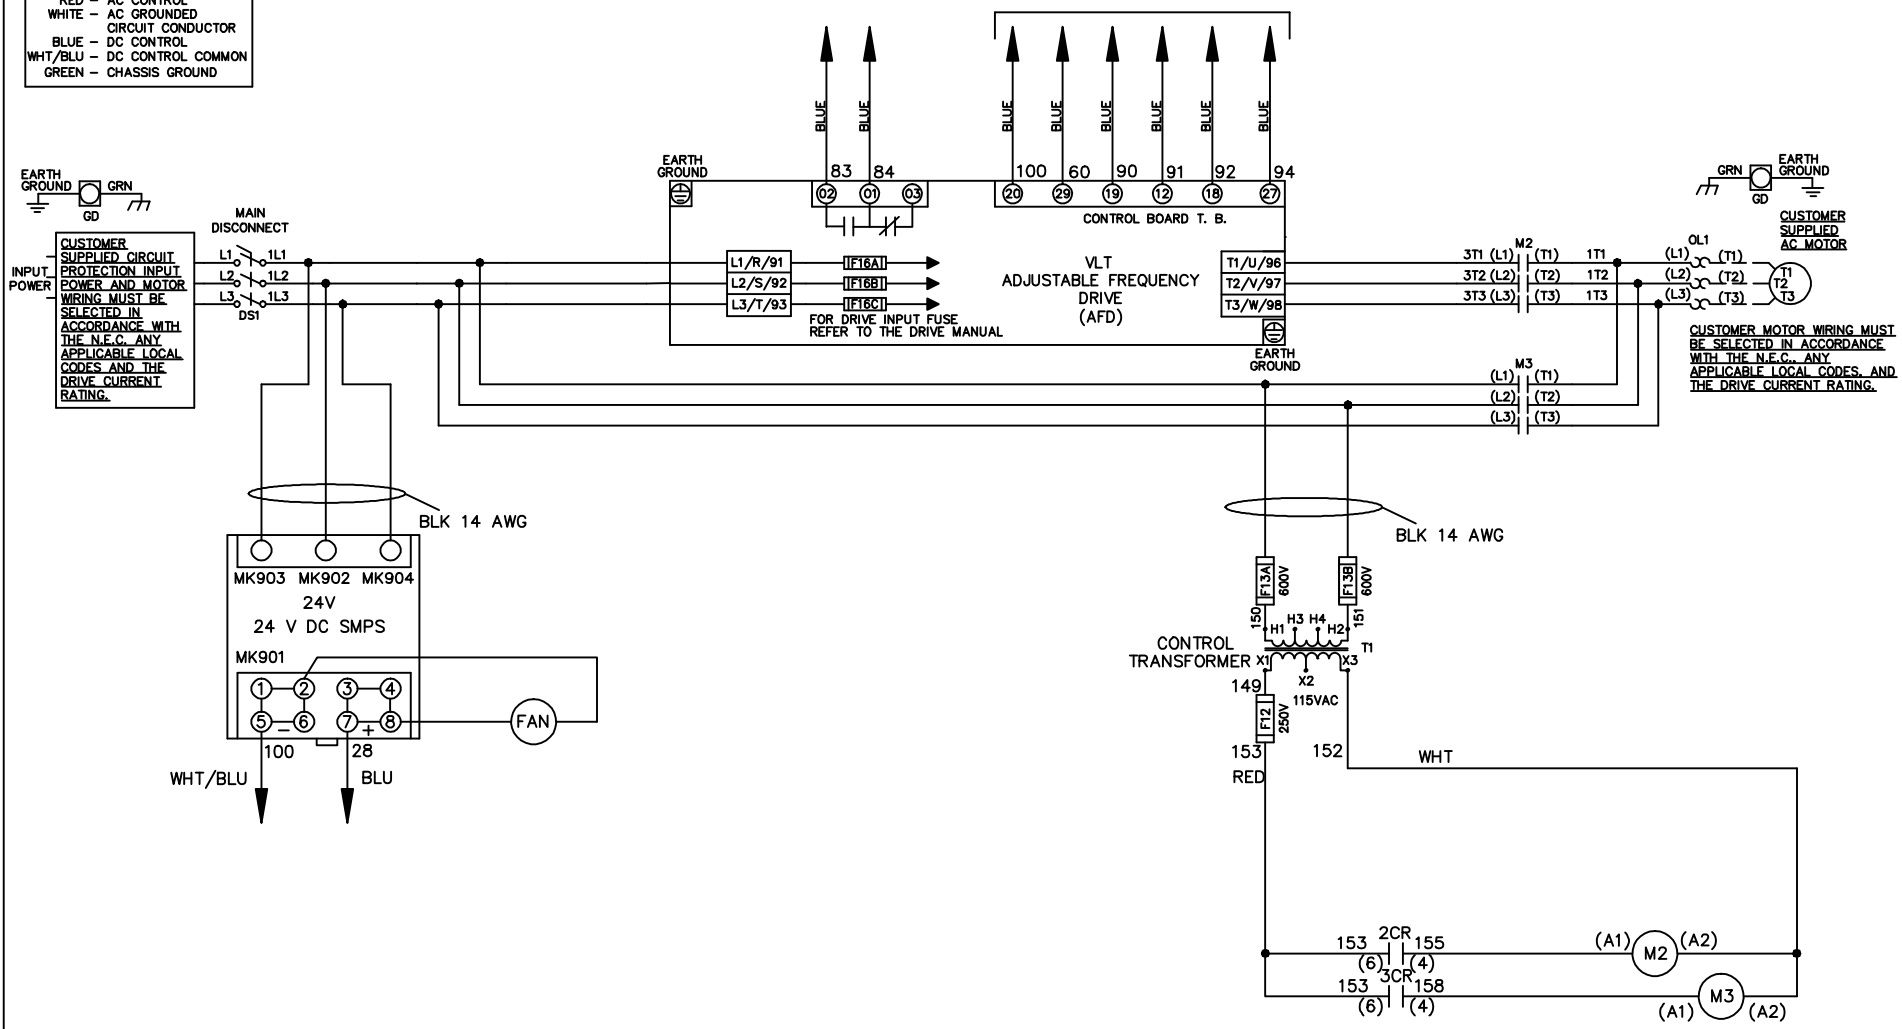 RED – AC CONTROL
WHITE – AC GROUNDED
CIRCUIT CONDUCTOR
BLUE – DC CONTROL
WHT/BLU – DC CONTROL COMMON
GREEN – CHASSIS GROUND
BLUE
BLUE
BLUE
BLUE
BLUE
BLUE
BLUE
BLUE
83 84
100 60 90 91 92 94
EARTH
GROUND
02 01 03
20 29 19 12 18 27
CONTROL BOARD T. B.
EARTH
GROUND
GRN
GD
GRN
EARTH
GROUND
GD
CUSTOMER
SUPPLIED
AC MOTOR
MAIN
DISCONNECT
INPUT
POWER
CUSTOMER
SUPPLIED CIRCUIT
PROTECTION INPUT
POWER AND MOTOR
WIRING MUST BE
SELECTED IN
ACCORDANCE WITH
THE N.E.C. ANY
APPLICABLE LOCAL
CODES AND THE
DRIVE CURRENT
RATING.
L1 1L1
L2 1L2
L3 1L3
DS1
L1/R/91
L2/S/92
L3/T/93
F16A
F16B
F16C
FOR DRIVE INPUT FUSE
REFER TO THE DRIVE MANUAL
VLT
ADJUSTABLE FREQUENCY
DRIVE
(AFD)
T1/U/96
T2/V/97
T3/W/98
EARTH
GROUND
M2
3T1 (L1) (T1) 1T1
3T2 (L2) (T2) 1T2
3T3 (L3) (T3) 1T3
OL1
(L1) (T1)
(L2) (T2)
(L3) (T3)
T1
T2
T3
CUSTOMER MOTOR WIRING MUST
BE SELECTED IN ACCORDANCE
WITH THE N.E.C., ANY
APPLICABLE LOCAL CODES, AND
THE DRIVE CURRENT RATING.
M3
(L1) (T1)
(L2) (T2)
(L3) (T3)
BLK 14 AWG
MK903 MK902 MK904
24V
24 V DC SMPS
MK901
1 2 3 4
5 6 7 8
– +
FAN
100 28
WHT/BLU
BLU
BLK 14 AWG
F13A
600V
F13B
600V
150
151
H1 H3 H4 H2
T1
CONTROL
TRANSFORMER
X1 X2 X3
115VAC
149
F12
250V
153
RED
152
WHT
2CR
153 155
(6) (4)
(A1) M2 (A2)
3CR
153 158
(6) (4)
(A1) M3 (A2)